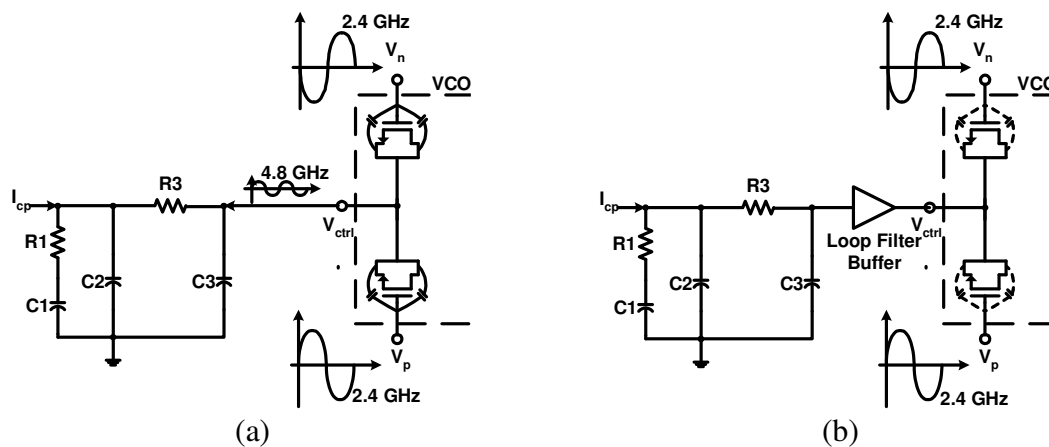 2.4 GHz
Vn
VCO
4.8 GHz
Icp
R3
R1
Vctrl
C2
C3
C1
Vp
2.4 GHz
(a)
2.4 GHz
Vn
VCO
R3
Icp
R1
Vctrl
Loop Filter
Buffer
C2
C3
C1
Vp
2.4 GHz
(b)